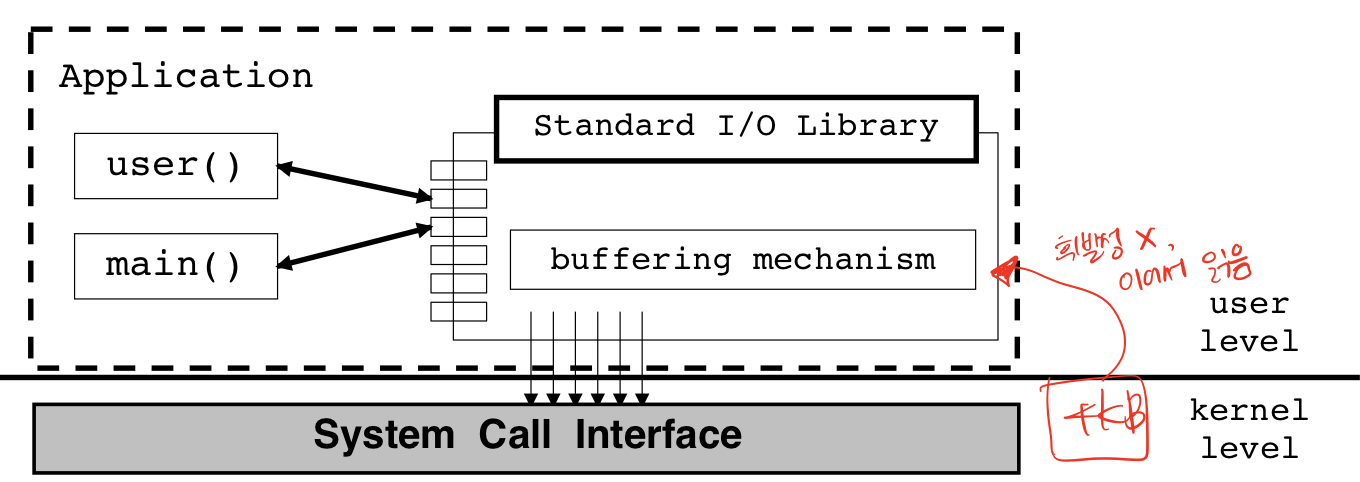 Application
Standard I/O Library
user()
main()
buffering mechanism
휘발성 X,
이어서 읽음
user
level
System Call Interface
4KB
kernel
level